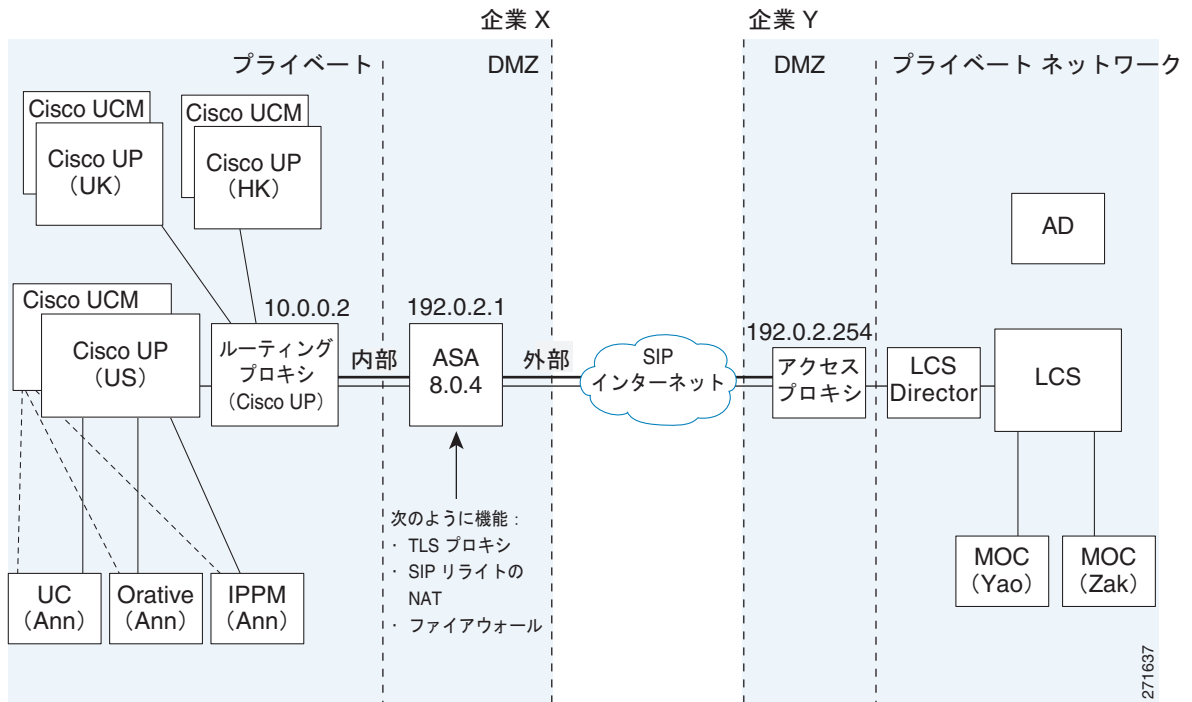 企業 X
企業 Y
プライベート
DMZ
DMZ
プライベート ネットワーク
Cisco UCM
Cisco UP
（UK）
Cisco UCM
Cisco UP
（HK）
AD
Cisco UCM
Cisco UP
（US）
10.0.0.2
ルーティング
プロキシ
（Cisco UP）
内部
192.0.2.1
ASA
8.0.4
外部
SIP
インターネット
192.0.2.254
アクセス
プロキシ
LCS
Director
LCS
次のように機能：
· TLS プロキシ
· SIP リライトの
NAT
· ファイアウォール
UC
（Ann）
Orative
（Ann）
IPPM
（Ann）
MOC
（Yao）
MOC
（Zak）
271637